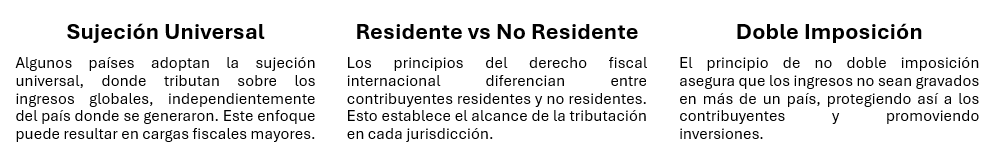 Sujeción Universal
Algunos países adoptan la sujeción
universal, donde tributan sobre los
ingresos globales, independientemente
del país donde se generaron. Este enfoque
puede resultar en cargas fiscales mayores.
Residente vs No Residente
Los principios del derecho fiscal
internacional diferencian entre
contribuyentes residentes y no residentes.
Esto establece el alcance de la tributación
en cada jurisdicción.
Doble Imposición
El principio de no doble imposición
asegura que los ingresos no sean gravados
en más de un país, protegiendo así a los
contribuyentes y promoviendo
inversiones.